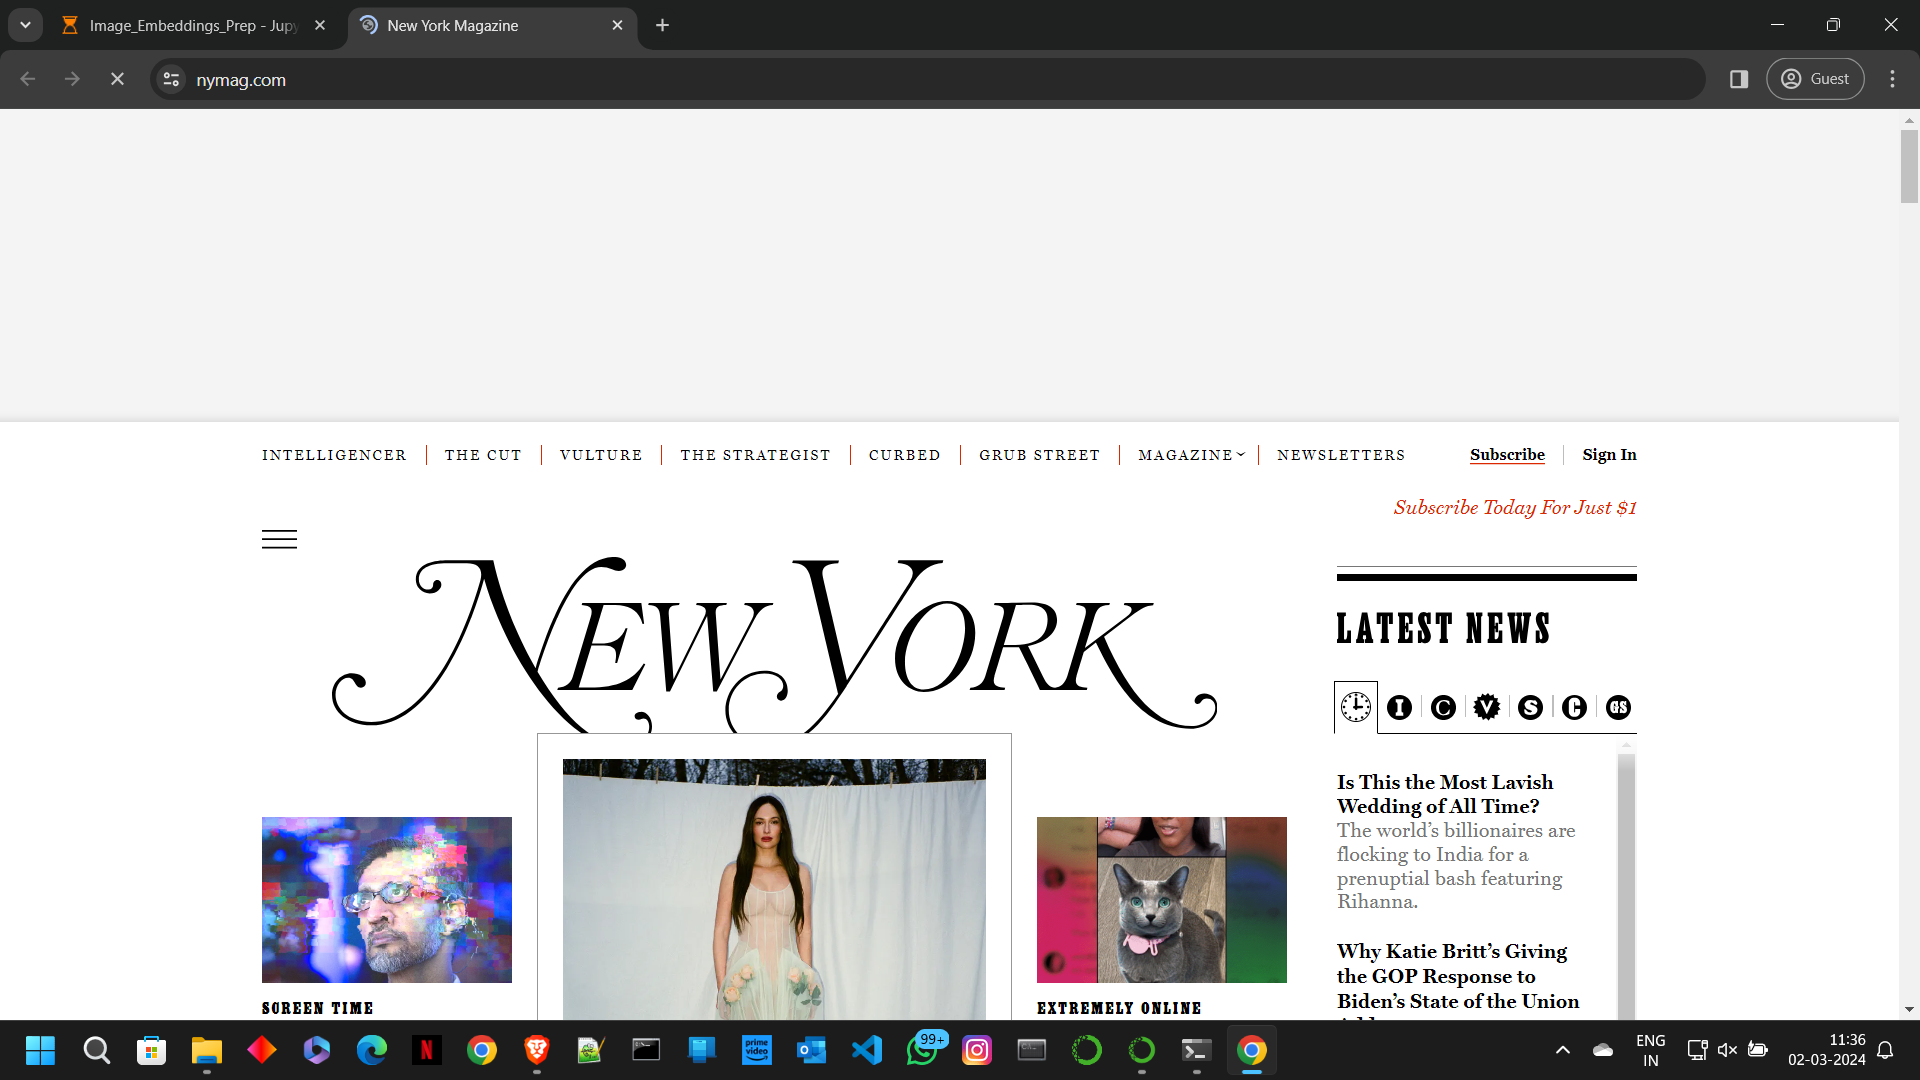 Image_Embeddings_Prep - Jupy
New York Magazine
nymag.com
Guest
INTELLIGENCER
THE CUT
VULTURE
THE STRATEGIST
CURBED
GRUB STREET
MAGAZINE
NEWSLETTERS
Subscribe
Sign In
Subscribe Today For Just $1
NEW YORK
LATEST NEWS
I
C
V
S
C
GS
Is This the Most Lavish
Wedding of All Time?
The world's billionaires are
flocking to India for a
prenuptial bash featuring
Rihanna.
Why Katie Britt's Giving
the GOP Response to
Biden's State of the Union
SCREEN TIME
EXTREMELY ONLINE
N
prime
video
99+
ENG
IN
11:36
02-03-2024